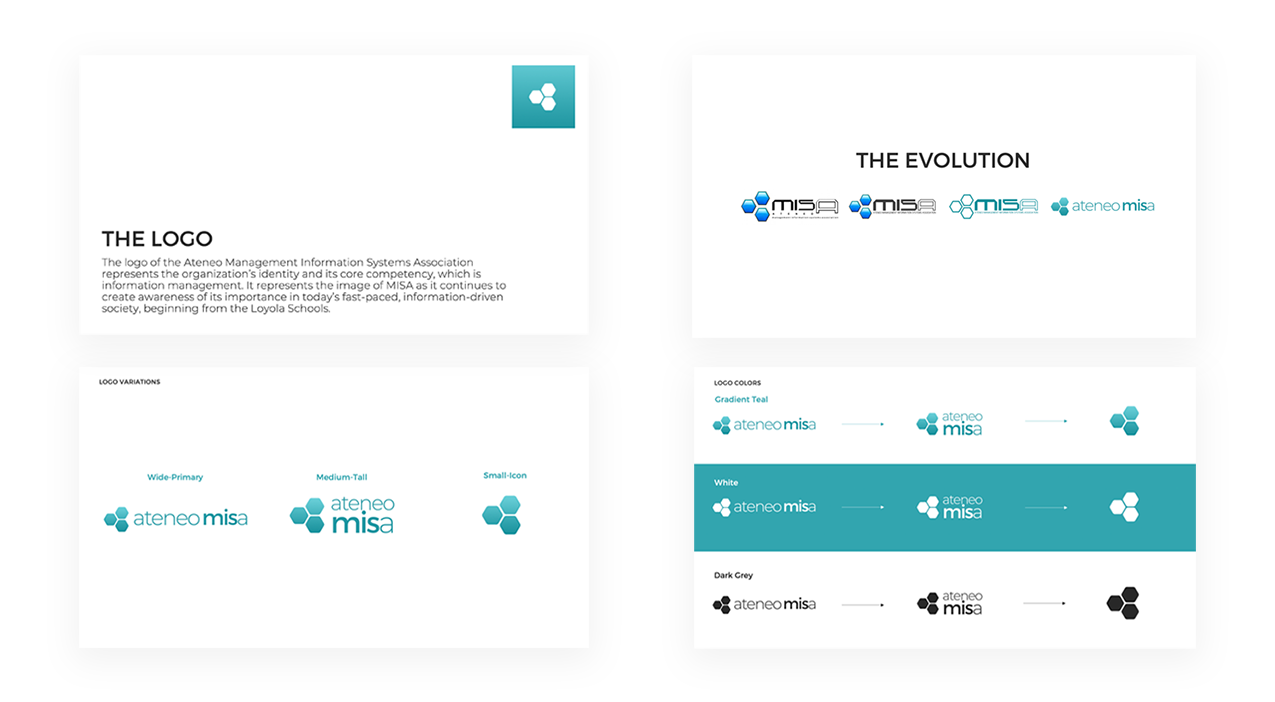 THE LOGO
The logo of the Ateneo Management Information Systems Association
represents the organization's identity and its core competency, which is
information management. It represents the image of MISA as it continues to
create awareness of its importance in today's fast-paced, information-driven
society, beginning from the Loyola Schools.
THE EVOLUTION
MISA
ATENEO
MISA
MISA
ateneo misa
LOGO VARIATIONS
Wide-Primary
Medium-Tall
Small-Icon
ateneo misa
ateneo
misa
LOGO COLORS
Gradient Teal
ateneo misa
ateneo
misa
White
ateneo misa
ateneo
misa
Dark Grey
ateneo misa
ateneo
misa